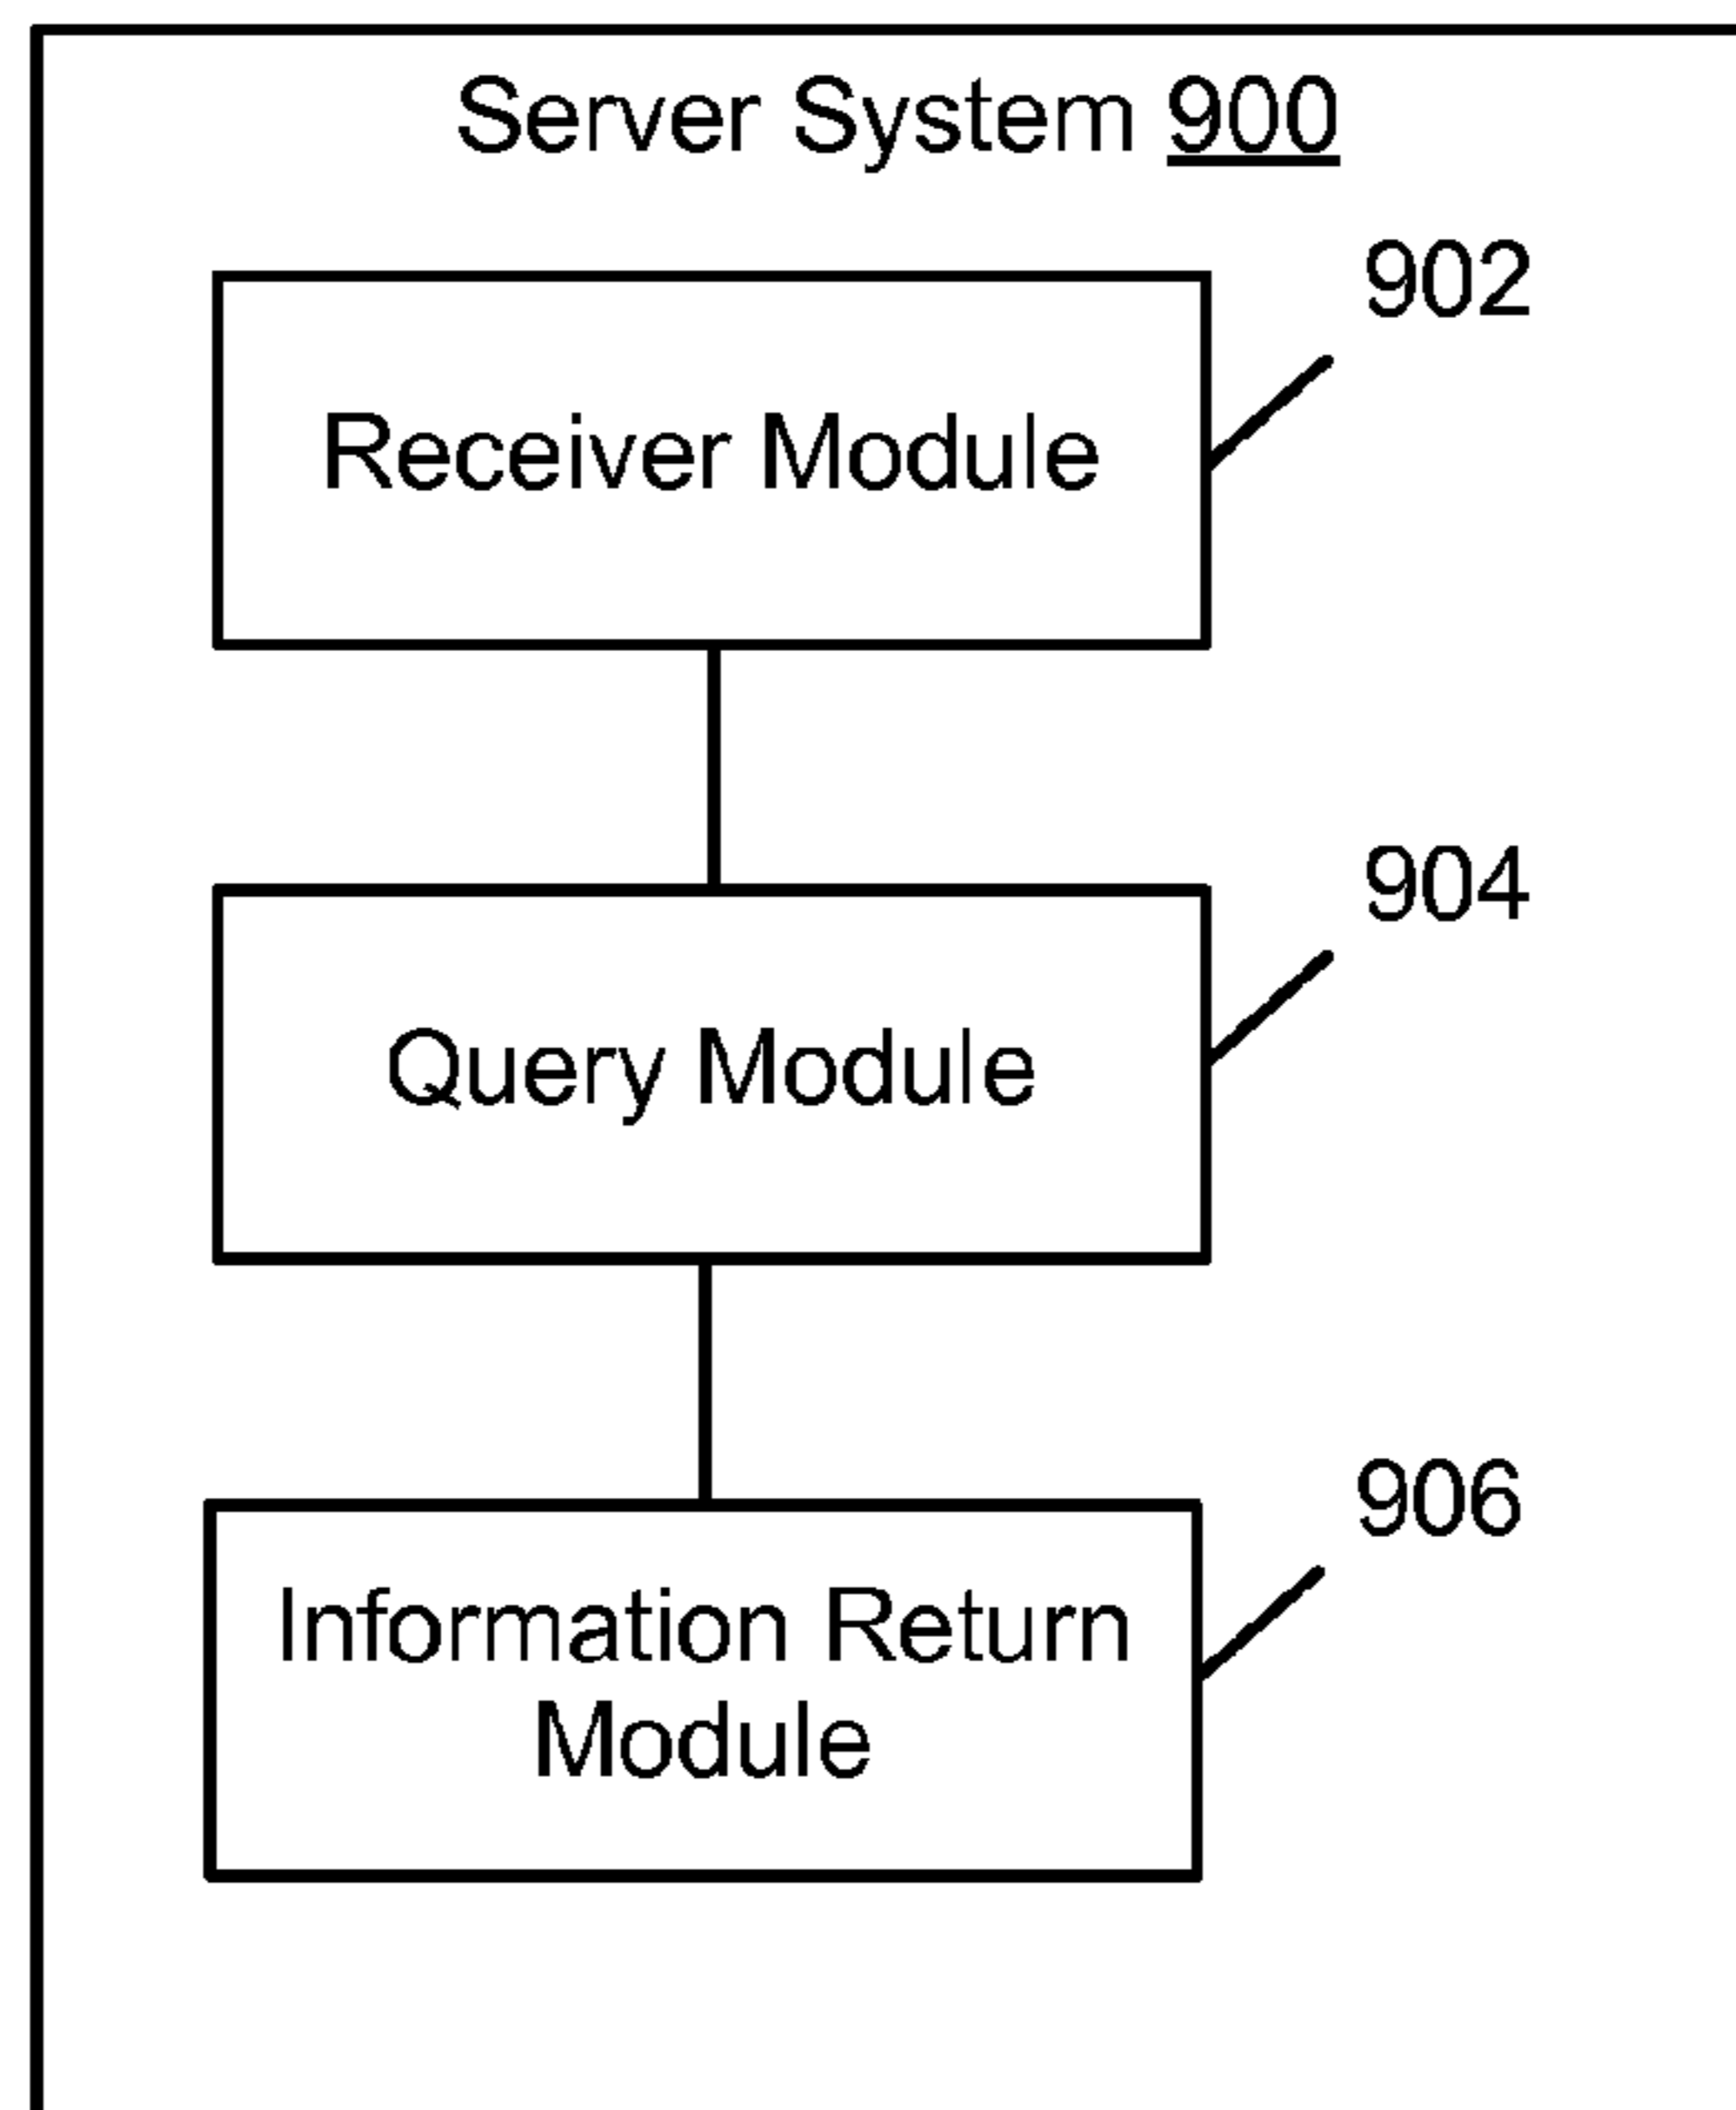 Server System 900
902
Receiver Module
904
Query Module
906
Information Return
Module